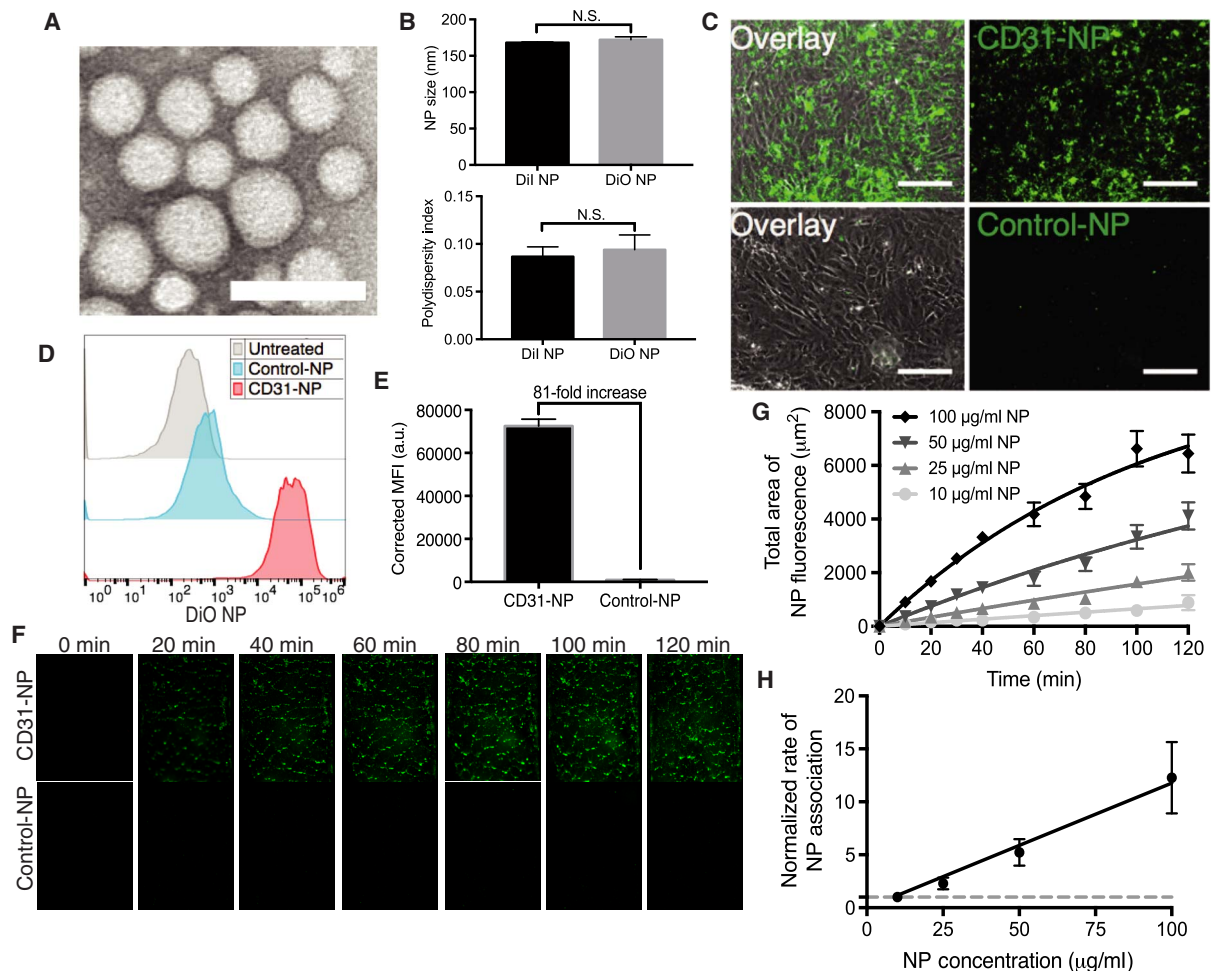 A
B
N.S.
NP size (nm)
200
150
100
50
0
DiI NP
DiO NP
N.S.
Polydispersity index
0.15
0.10
0.05
0.00
DiI NP
DiO NP
C
Overlay
CD31-NP
Overlay
Control-NP
D
Untreated
Control-NP
CD31-NP
10⁰ 10¹ 10² 10³ 10⁴ 10⁵ 10⁶
DiO NP
E
81-fold increase
Corrected MFI (a.u.)
80000
60000
40000
20000
0
CD31-NP
Control-NP
F
0 min 20 min 40 min 60 min 80 min 100 min 120 min
CD31-NP
Control-NP
G
100 µg/ml NP
50 µg/ml NP
25 µg/ml NP
10 µg/ml NP
Total area of
NP fluorescence (µm²)
8000
6000
4000
2000
0
0 20 40 60 80 100 120
Time (min)
H
Normalized rate of
NP association
20
15
10
5
1
0
0 25 50 75 100
NP concentration (µg/ml)